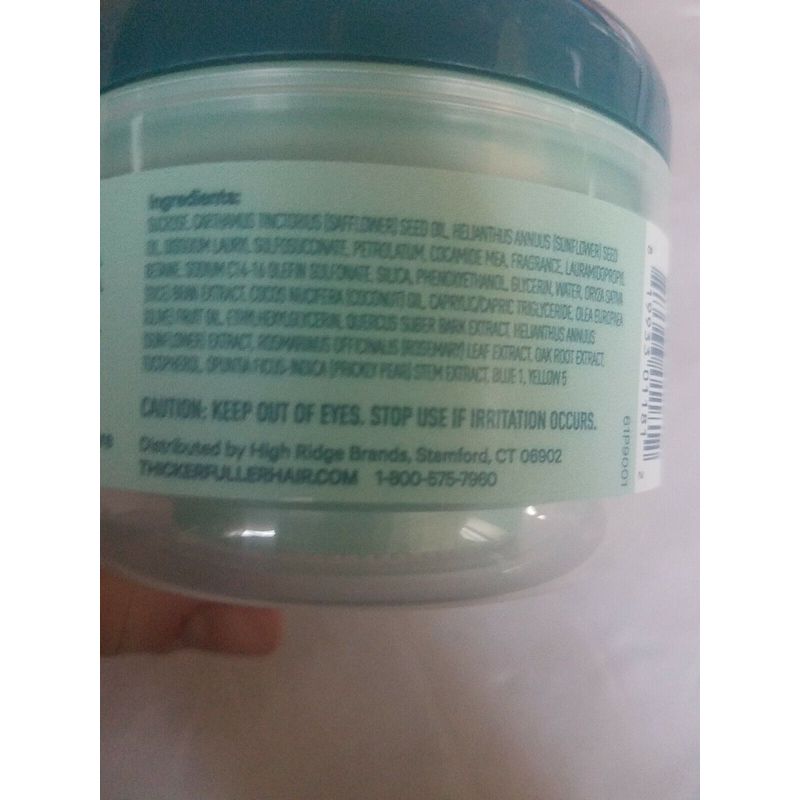 Ingredients:
SUCROSE, CARTHAMUS TINCTORIUS (SAFFLOWER) SEED OIL, HELIANTHUS ANNUUS (SUNFLOWER) SEED
OIL, DISODIUM LAURYL SULFOSUCCINATE, PETROLATUM, COCAMIDE MEA, FRAGRANCE, LAURAMIDOPROPYL
BETAINE, SODIUM C14-16 OLEFIN SULFONATE, SILICA, PHENOXYETHANOL, GLYCERIN, WATER, ORYZA SATIVA
(RICE) BRAN EXTRACT, COCOS NUCIFERA (COCONUT) OIL, CAPRYLIC/CAPRIC TRIGLYCERIDE, OLEA EUROPAEA
(OLIVE) FRUIT OIL, ETHYLHEXYLGLYCERIN, QUERCUS SUBER BARK EXTRACT, HELIANTHUS ANNUUS
(SUNFLOWER) EXTRACT, ROSMARINUS OFFICINALIS (ROSEMARY) LEAF EXTRACT, OAK ROOT EXTRACT,
TOCOPHEROL, OPUNTIA FICUS-INDICA (PRICKLY PEAR) STEM EXTRACT, BLUE 1, YELLOW 5
CAUTION: KEEP OUT OF EYES. STOP USE IF IRRITATION OCCURS.
Distributed by High Ridge Brands, Stamford, CT 06902
THICKERFULLERHAIR.COM 1-800-575-7960
61P9001
6 19933 01181 2